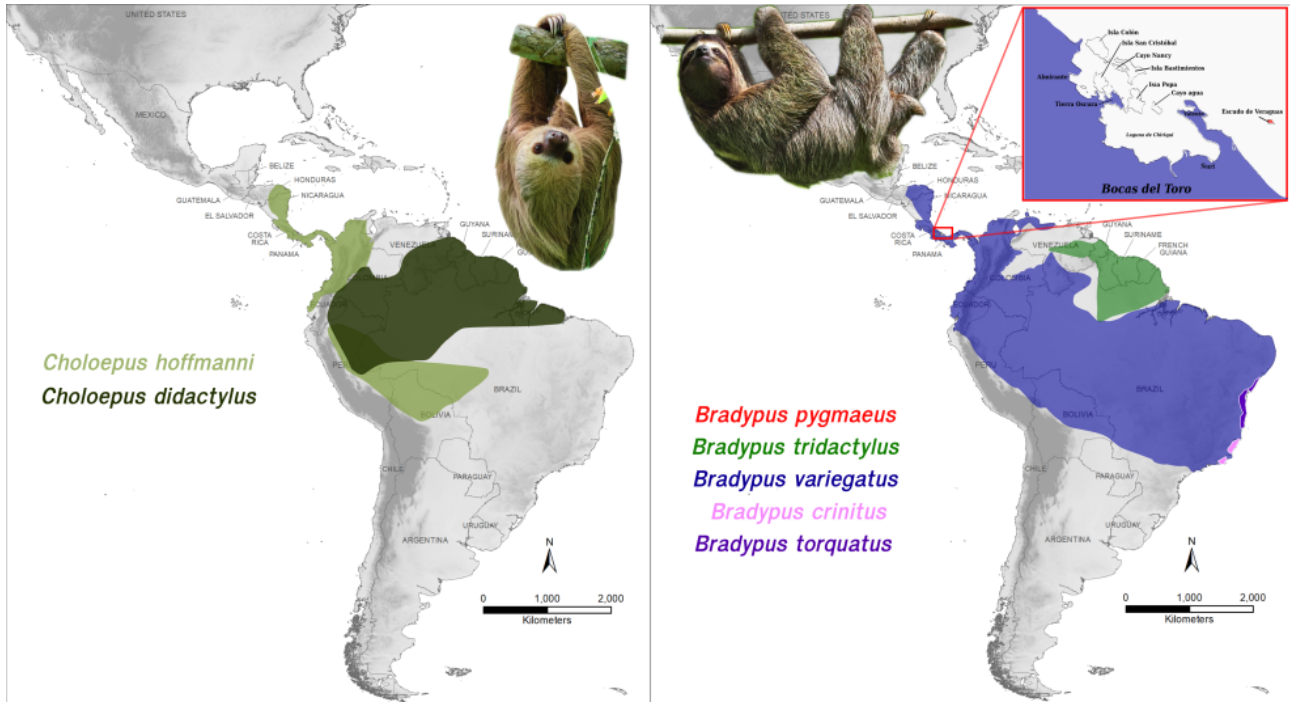 UNITED STATES
MEXICO
BELIZE
HONDURAS
GUATEMALA
NICARAGUA
EL SALVADOR
COSTA
RICA
PANAMA
VENEZUELA
GUYANA
SURINAME
ECUADOR
BRAZIL
BOLIVIA
CHILE
PARAGUAY
URUGUAY
ARGENTINA
Choloepus hoffmanni
Choloepus didactylus
N
0 1,000 2,000
Kilometers
STATES
Isla Colón
Isla San Cristóbal
Cayo Nancy
Isla Bastimientos
Almirante
Isla Popa
Cayo agua
Tierra Oscura
Escudo de Veraguas
Laguna de Chiriquí
Bocas del Toro
BELIZE
HONDURAS
GUATEMALA
NICARAGUA
EL SALVADOR
COSTA
RICA
PANAMA
VENEZUELA
GUYANA
SURINAME
FRENCH
GUIANA
COLOMBIA
ECUADOR
PERU
BRAZIL
BOLIVIA
CHILE
PARAGUAY
URUGUAY
ARGENTINA
Bradypus pygmaeus
Bradypus tridactylus
Bradypus variegatus
Bradypus crinitus
Bradypus torquatus
N
0 1,000 2,000
Kilometers